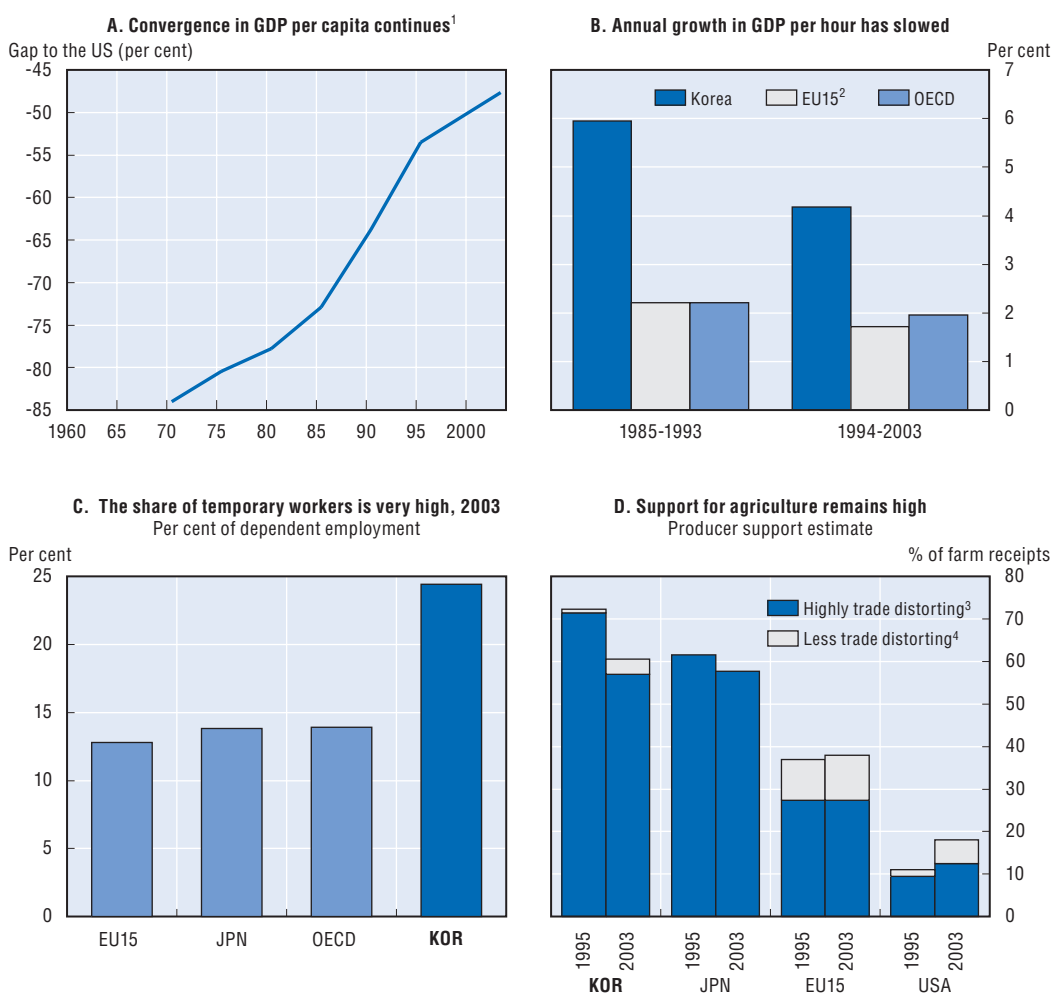 A. Convergence in GDP per capita continues1
Gap to the US (per cent)
-45
-50
-55
-60
-65
-70
-75
-80
-85
1960 65 70 75 80 85 90 95 2000
B. Annual growth in GDP per hour has slowed
Per cent
Korea EU152 OECD
7
6
5
4
3
2
1
0
1985-1993 1994-2003
C. The share of temporary workers is very high, 2003
Per cent of dependent employment
Per cent
25
20
15
10
5
0
EU15 JPN OECD KOR
D. Support for agriculture remains high
Producer support estimate
% of farm receipts
Highly trade distorting3
Less trade distorting4
80
70
60
50
40
30
20
10
0
1995 2003 1995 2003 1995 2003 1995 2003
KOR JPN EU15 USA